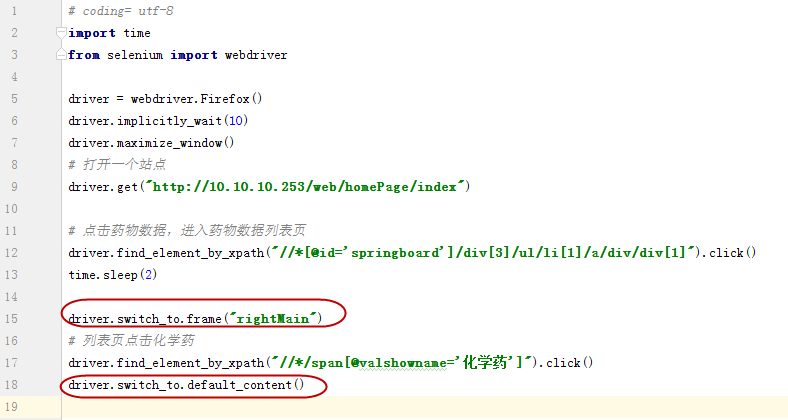 1 # coding= utf-8
2 import time
3 from selenium import webdriver
4
5 driver = webdriver.Firefox()
6 driver.implicitly_wait(10)
7 driver.maximize_window()
8 # 打开一个站点
9 driver.get("http://10.10.10.253/web/homePage/index")
10
11 # 点击药物数据，进入药物数据列表页
12 driver.find_element_by_xpath("//*[@id='springboard']/div[3]/ul/li[1]/a/div/div[1]").click()
13 time.sleep(2)
14
15 driver.switch_to.frame("rightMain")
16 # 列表页点击化学药
17 driver.find_element_by_xpath("//*/span[@valshowname='化学药']").click()
18 driver.switch_to.default_content()
19